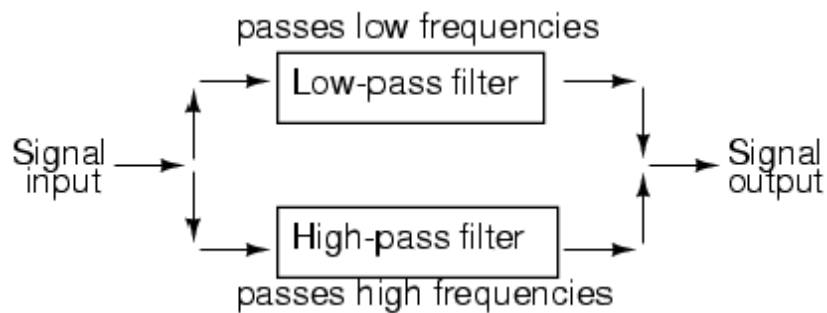 passes low frequencies
Low-pass filter
Signal
input
Signal
output
High-pass filter
passes high frequencies